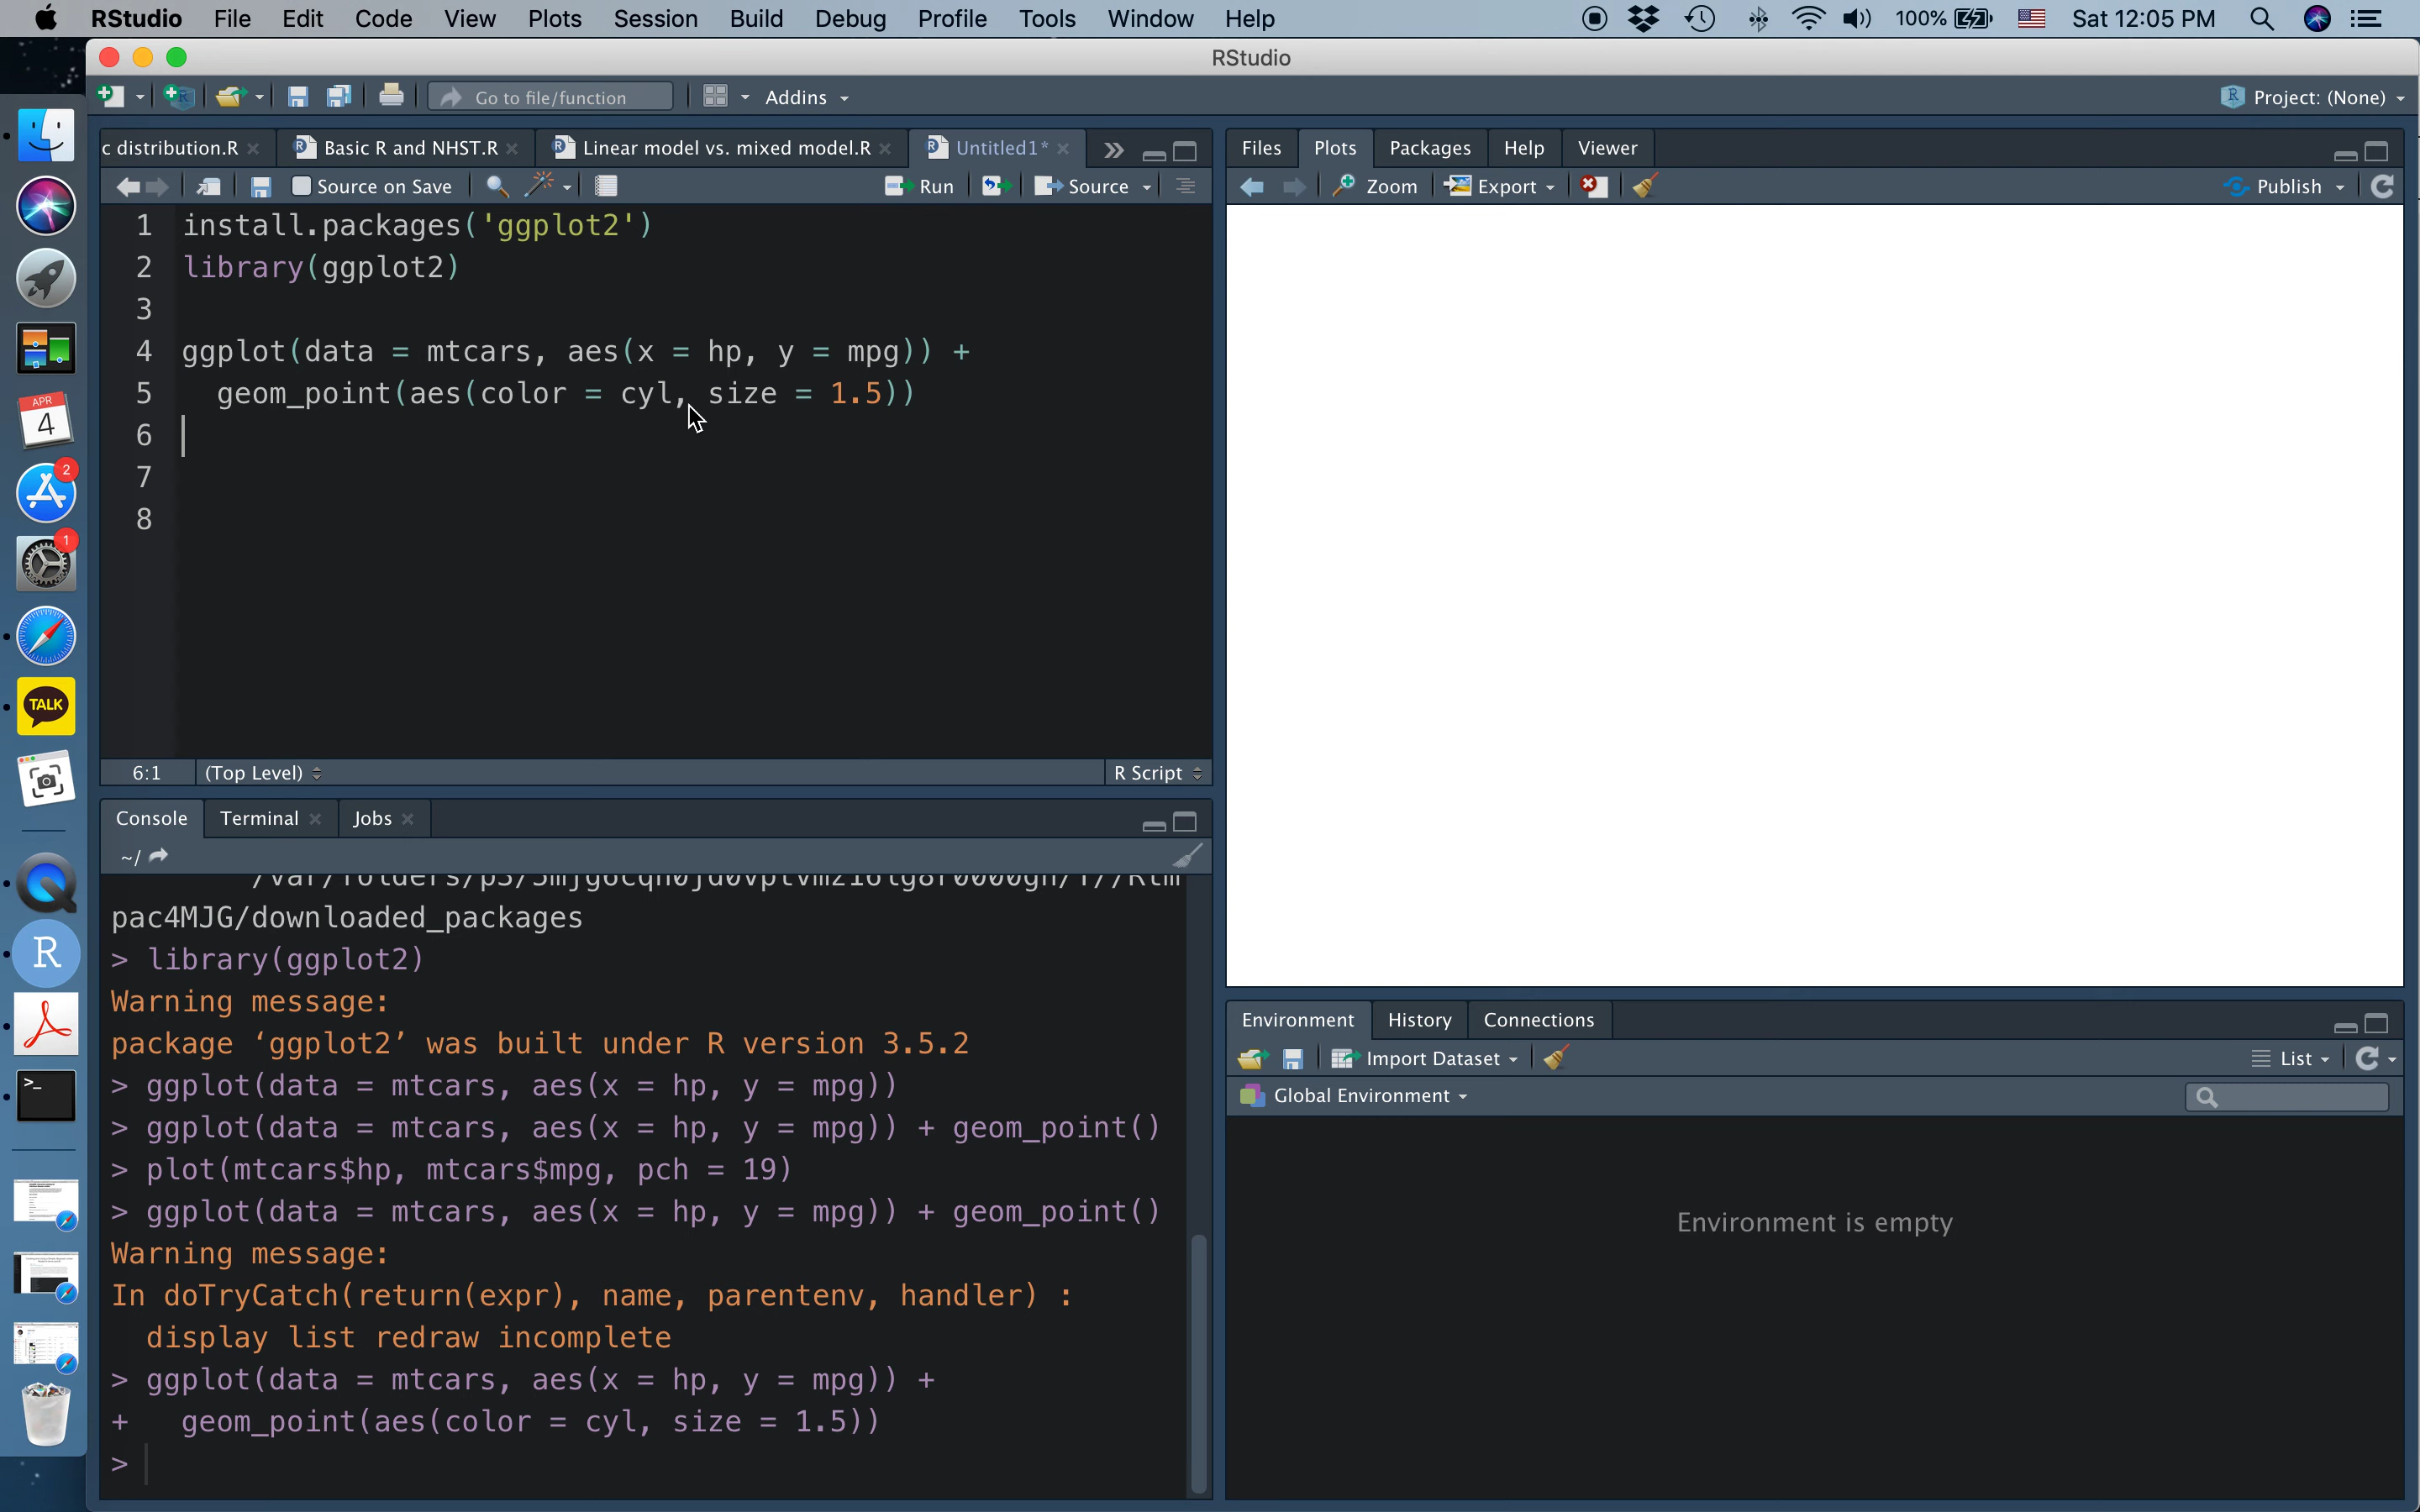 RStudio File Edit Code View Plots Session Build Debug Profile Tools Window Help 100% Sat 12:05 PM
RStudio
Go to file/function Addins Project: (None)
c distribution.R Basic R and NHST.R Linear model vs. mixed model.R Untitled1*
Source on Save Run Source
1 install.packages('ggplot2')
2 library(ggplot2)
3
4 ggplot(data = mtcars, aes(x = hp, y = mpg)) +
5 geom_point(aes(color = cyl, size = 1.5))
6
7
8
6:1 (Top Level) R Script
Files Plots Packages Help Viewer
Zoom Export Publish
Console Terminal Jobs
~/
pac4MJG/downloaded_packages
> library(ggplot2)
Warning message:
package ‘ggplot2’ was built under R version 3.5.2
> ggplot(data = mtcars, aes(x = hp, y = mpg))
> ggplot(data = mtcars, aes(x = hp, y = mpg)) + geom_point()
> plot(mtcars$hp, mtcars$mpg, pch = 19)
> ggplot(data = mtcars, aes(x = hp, y = mpg)) + geom_point()
Warning message:
In doTryCatch(return(expr), name, parentenv, handler) :
display list redraw incomplete
> ggplot(data = mtcars, aes(x = hp, y = mpg)) +
+ geom_point(aes(color = cyl, size = 1.5))
>
Environment History Connections
Import Dataset List
Global Environment
Environment is empty
APR
4
2
1
TALK
R
>_